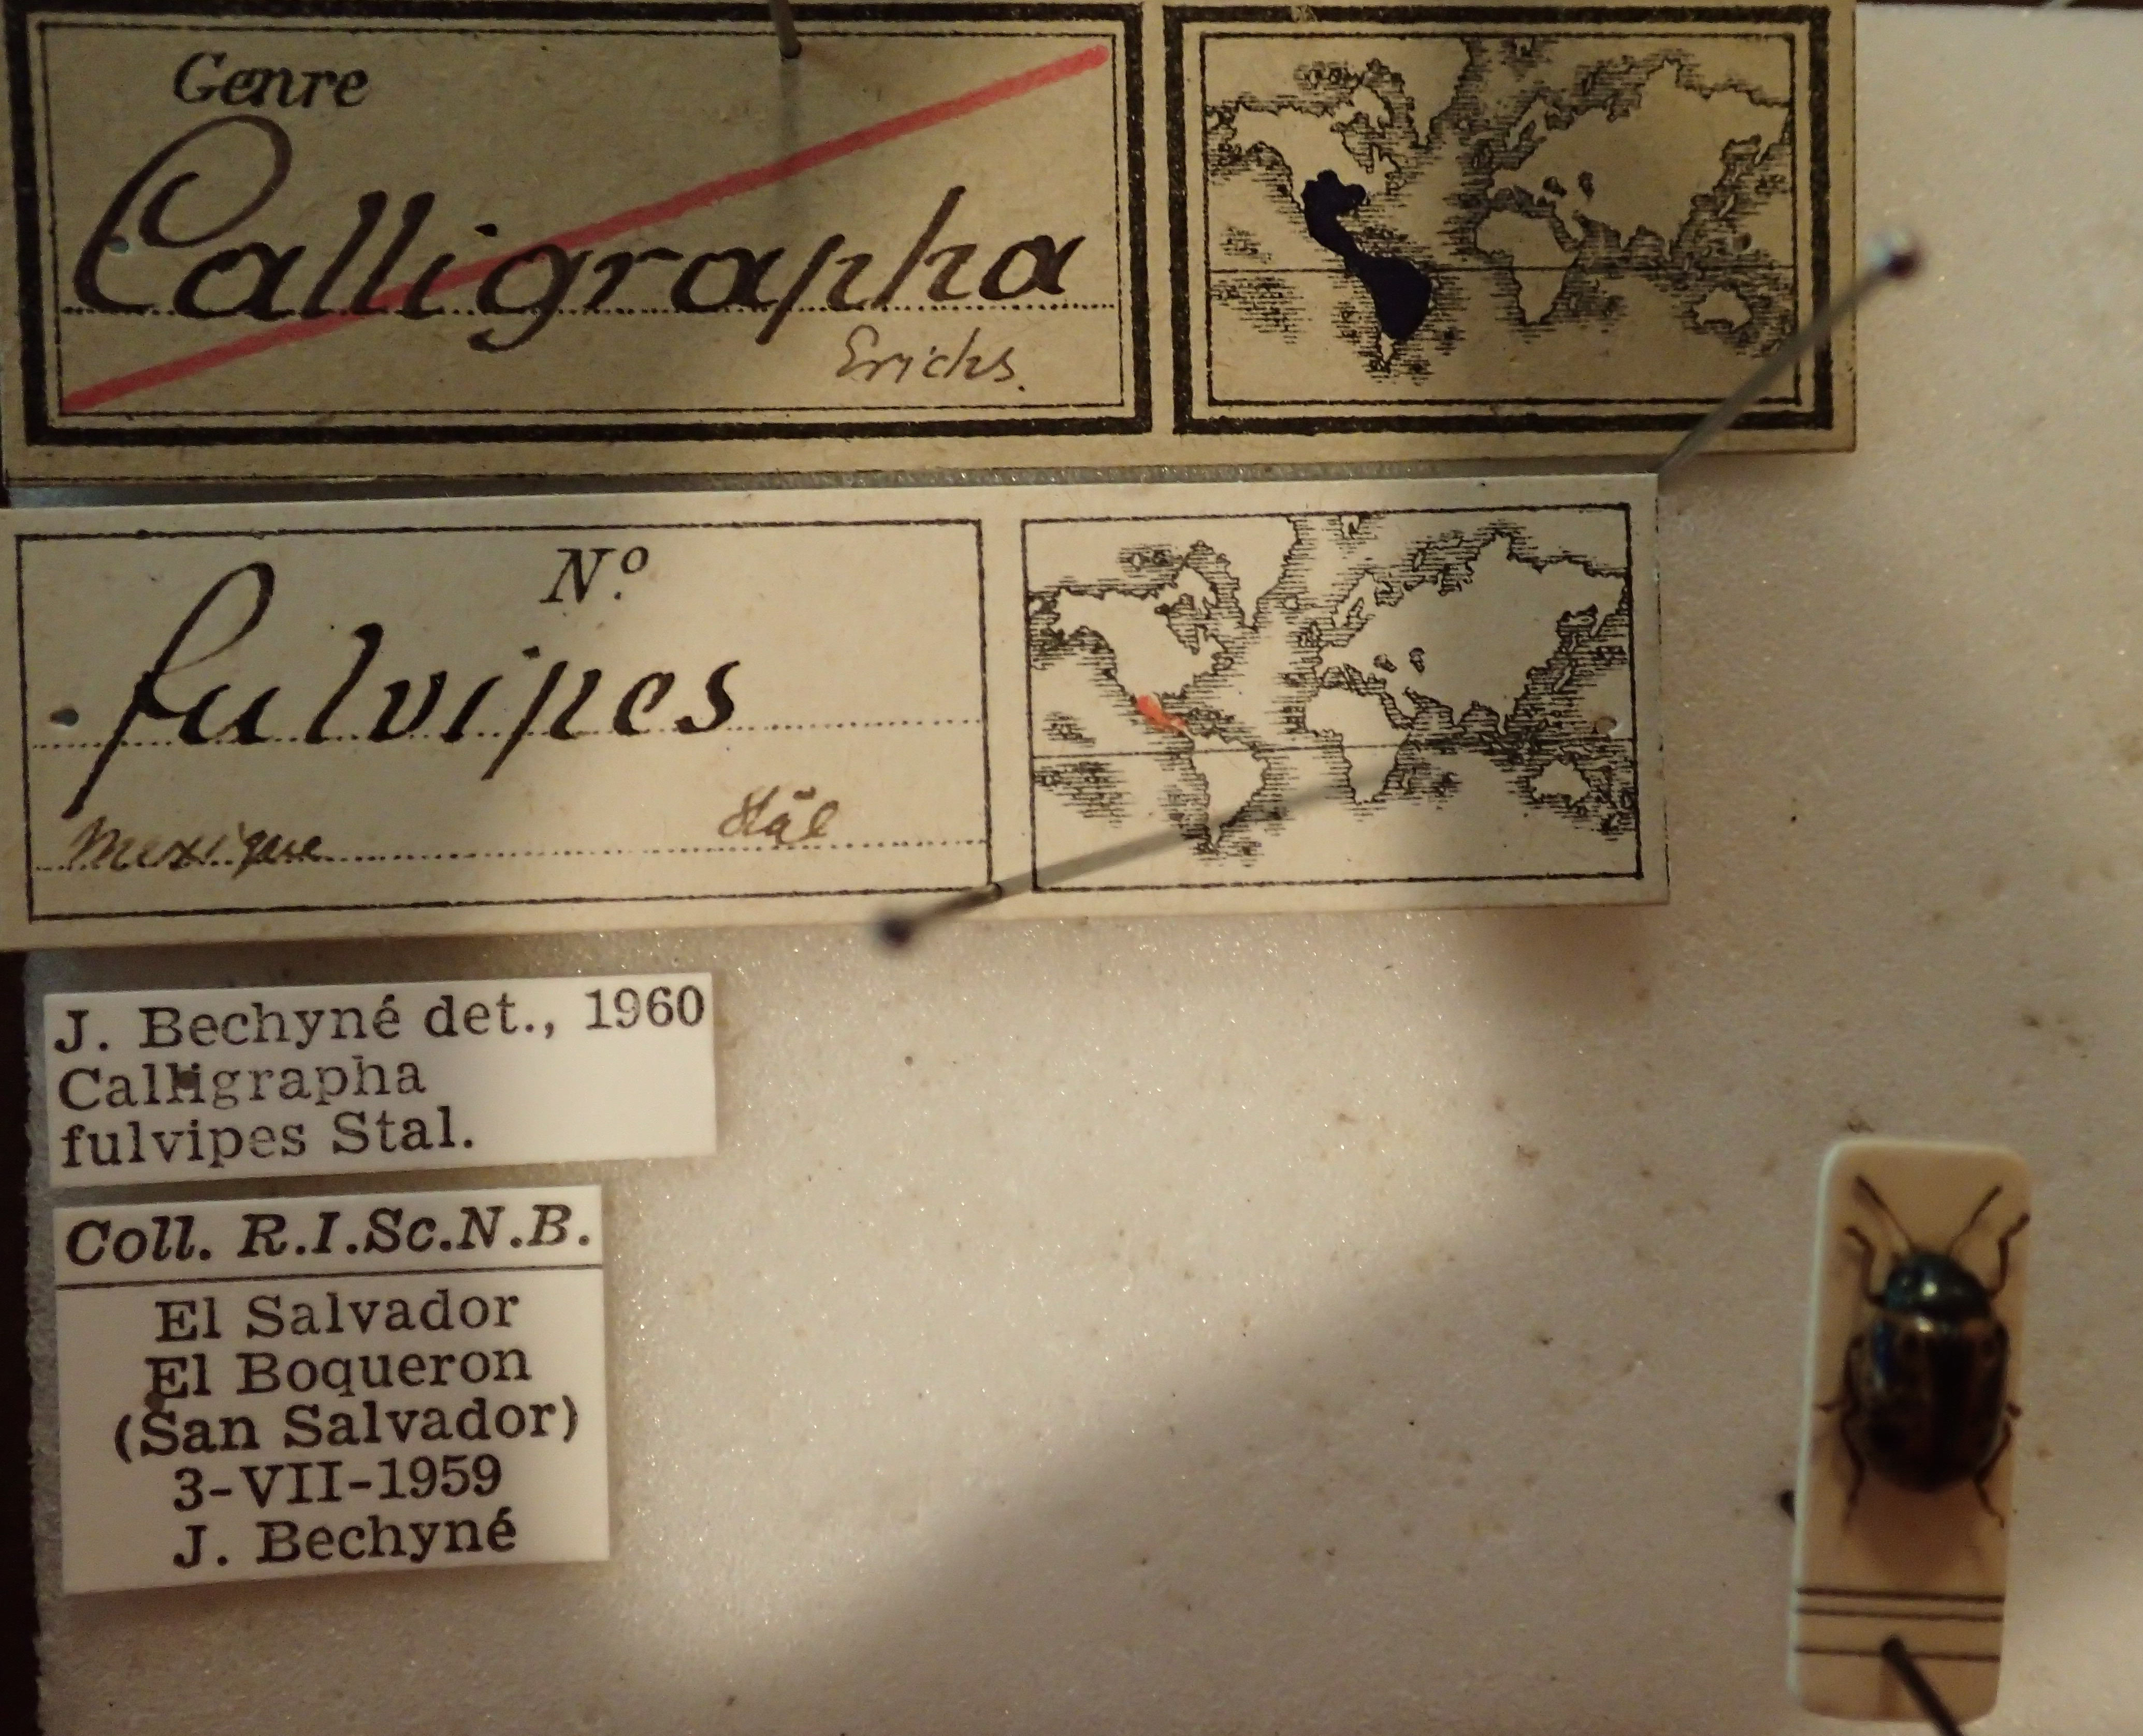 Genre
Calligrapha
Erichs.
Nº
fulvipes
Mexique Stål
J. Bechyné det., 1960
Calligrapha
fulvipes Stal.
Coll. R.I.Sc.N.B.
El Salvador
El Boqueron
(San Salvador)
3-VII-1959
J. Bechyné